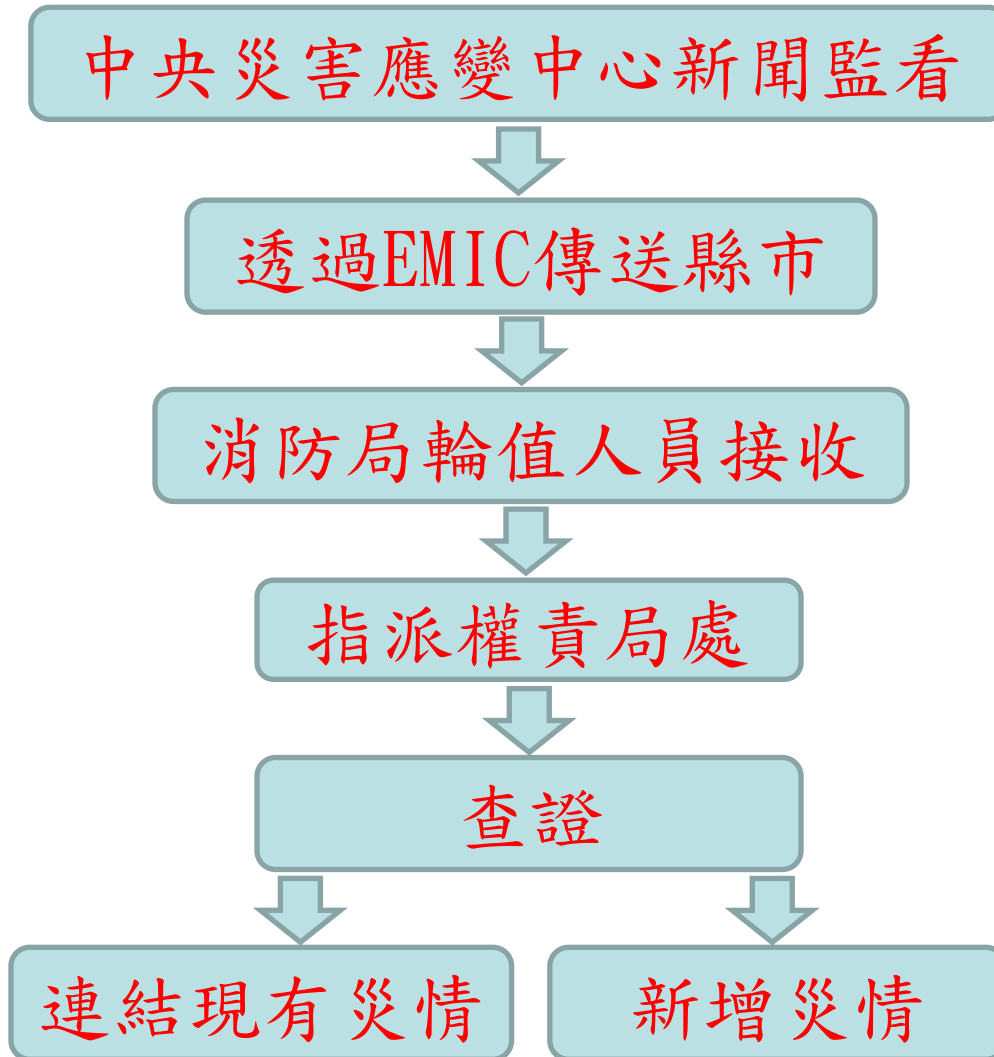 中央災害應變中心新聞監看
透過EMIC傳送縣市
消防局輪值人員接收
指派權責局處
查證
連結現有災情
新增災情